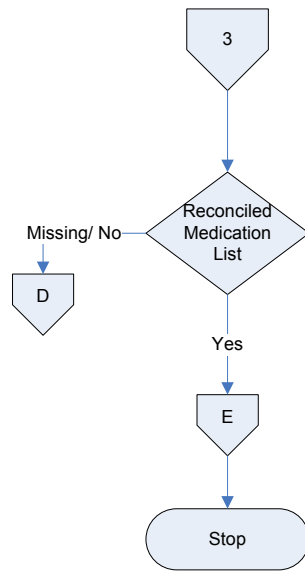 3
Reconciled
Medication
List
Missing/ No
D
Yes
E
Stop